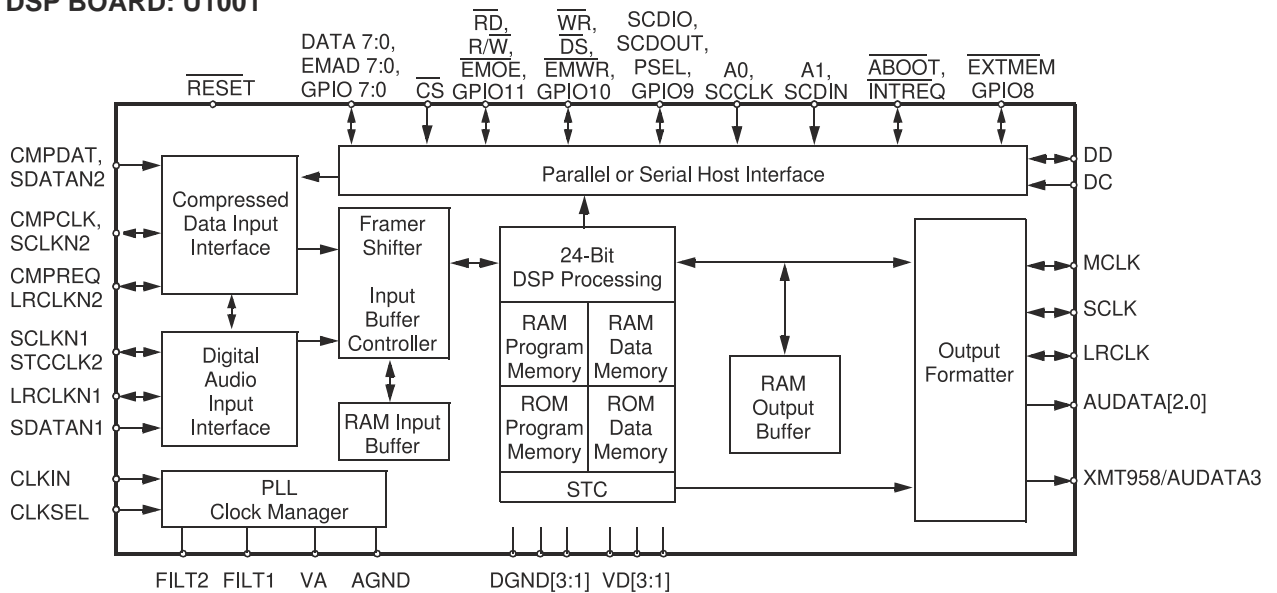 DSP BOARD: U1001
DATA 7:0,
EMAD 7:0,
GPIO 7:0
RESET
CS
RD,
R/W,
EMOE,
GPIO11
WR,
DS,
EMWR,
GPIO10
SCDIO,
SCDOUT,
PSEL,
GPIO9
A0,
SCCLK
A1,
SCDIN
ABOOT,
INTREQ
EXTMEM
GPIO8
CMPDAT,
SDATAN2
CMPCLK,
SCLKN2
CMPREQ
LRCLKN2
SCLKN1
STCCLK2
LRCLKN1
SDATAN1
CLKIN
CLKSEL
Parallel or Serial Host Interface
Compressed
Data Input
Interface
Digital
Audio
Input
Interface
Framer
Shifter
Input
Buffer
Controller
RAM Input
Buffer
PLL
Clock Manager
24-Bit
DSP Processing
RAM
Program
Memory
RAM
Data
Memory
ROM
Program
Memory
ROM
Data
Memory
STC
RAM
Output
Buffer
Output
Formatter
DD
DC
MCLK
SCLK
LRCLK
AUDATA[2.0]
XMT958/AUDATA3
FILT2
FILT1
VA
AGND
DGND[3:1]
VD[3:1]